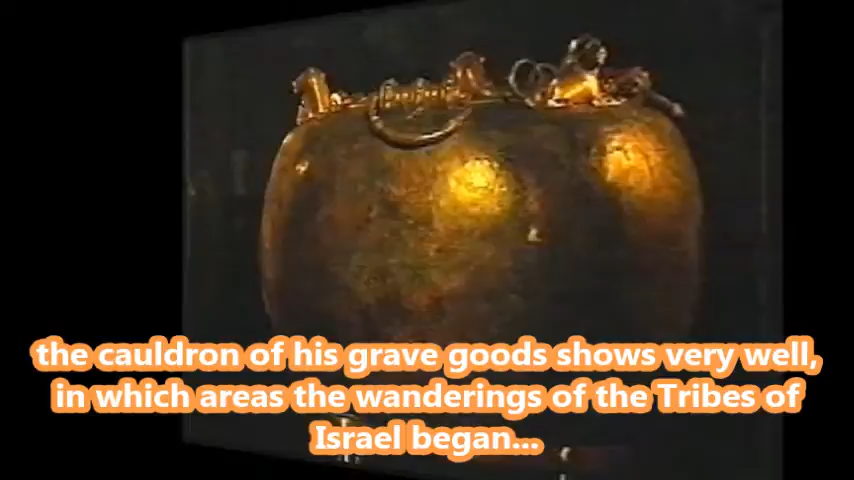 the cauldron of his grave goods shows very well,
in which areas the wanderings of the Tribes of
Israel began...